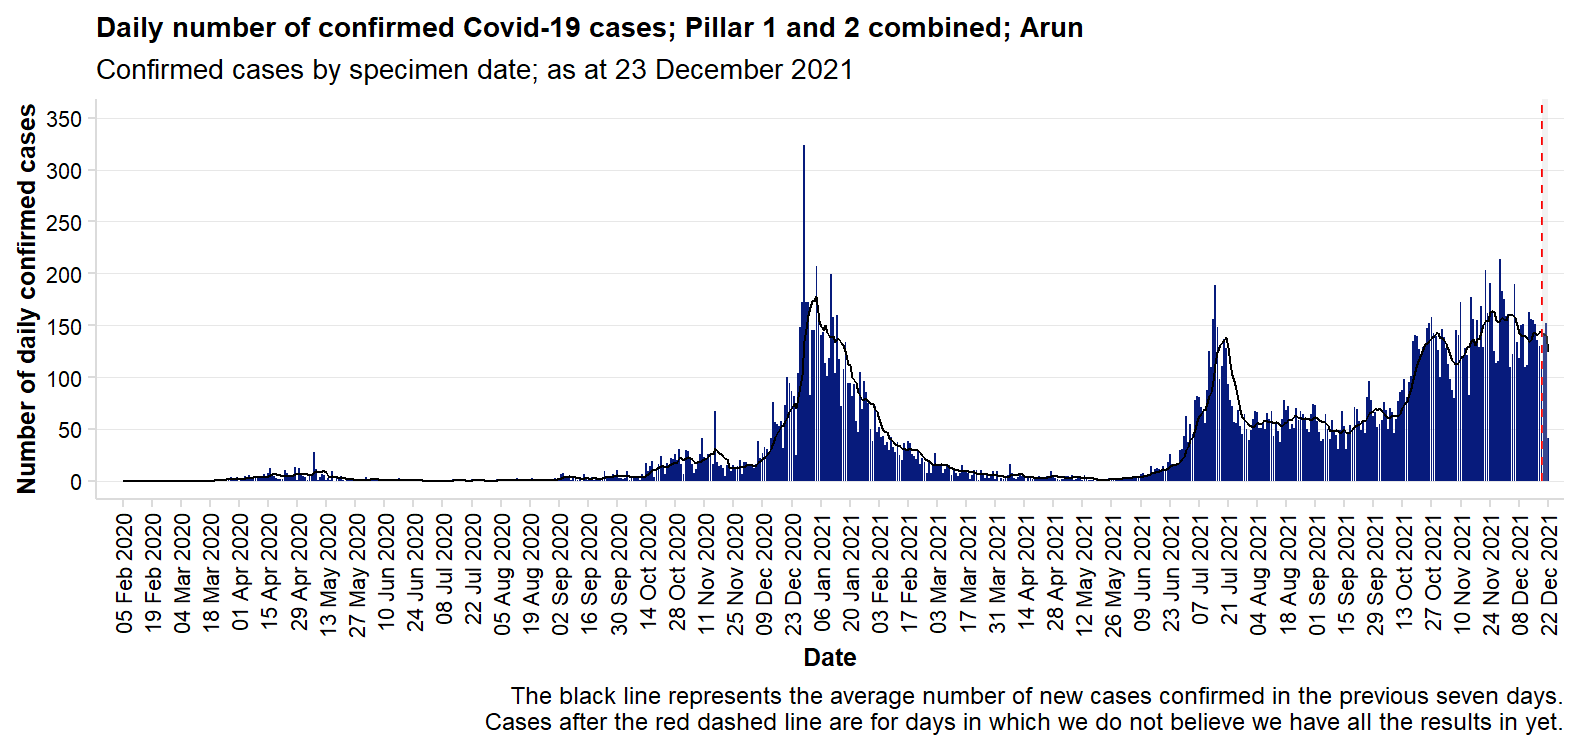 Daily number of confirmed Covid-19 cases; Pillar 1 and 2 combined; Arun
Confirmed cases by specimen date; as at 23 December 2021
Number of daily confirmed cases
350
300
250
200
150
100
50
0
05 Feb 2020
19 Feb 2020
04 Mar 2020
18 Mar 2020
01 Apr 2020
15 Apr 2020
29 Apr 2020
13 May 2020
27 May 2020
10 Jun 2020
24 Jun 2020
08 Jul 2020
22 Jul 2020
05 Aug 2020
19 Aug 2020
02 Sep 2020
16 Sep 2020
30 Sep 2020
14 Oct 2020
28 Oct 2020
11 Nov 2020
25 Nov 2020
09 Dec 2020
23 Dec 2020
06 Jan 2021
20 Jan 2021
03 Feb 2021
17 Feb 2021
03 Mar 2021
17 Mar 2021
31 Mar 2021
14 Apr 2021
28 Apr 2021
12 May 2021
26 May 2021
09 Jun 2021
23 Jun 2021
07 Jul 2021
21 Jul 2021
04 Aug 2021
18 Aug 2021
01 Sep 2021
15 Sep 2021
29 Sep 2021
13 Oct 2021
27 Oct 2021
10 Nov 2021
24 Nov 2021
08 Dec 2021
22 Dec 2021
Date
The black line represents the average number of new cases confirmed in the previous seven days.
Cases after the red dashed line are for days in which we do not believe we have all the results in yet.